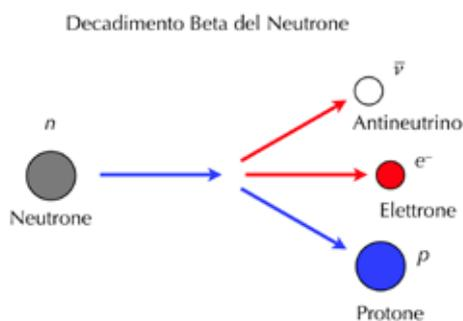 Decadimento Beta del Neutrone
n
Neutrone
ν̅
Antineutrino
e⁻
Elettrone
p
Protone